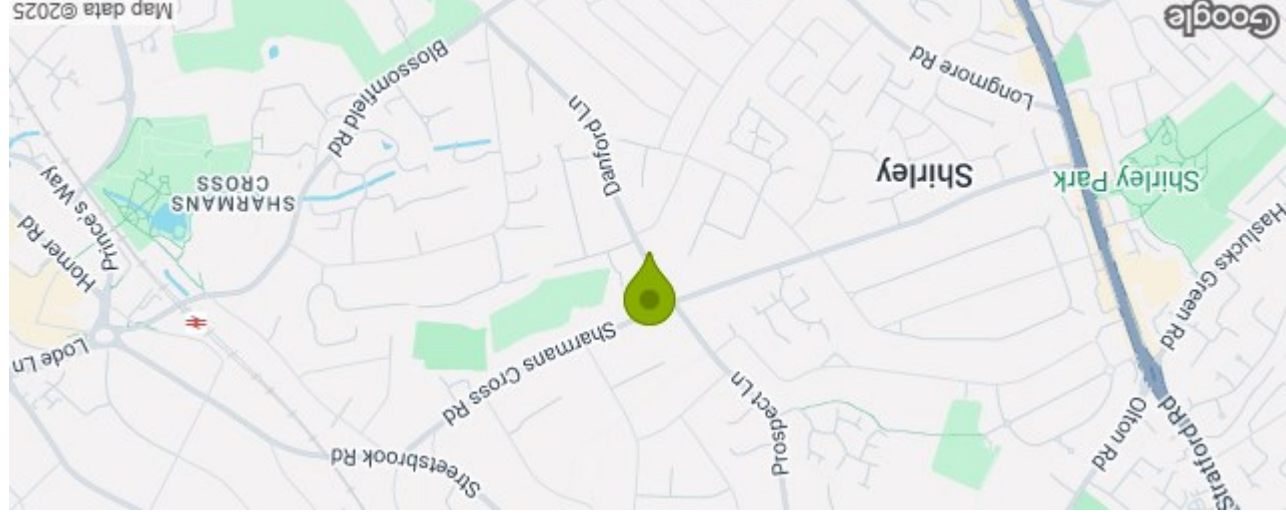 Stratford Rd
Olton Rd
Prospect Ln
Streetsbrook Rd
Lode Ln
Sharmans Cross Rd
Haslucks Green Rd
Homer Rd
Prince's Way
Shirley Park
Shirley
SHARMANS
CROSS
Danford Ln
Blossomfield Rd
Longmore Rd
Google
Map data ©2025